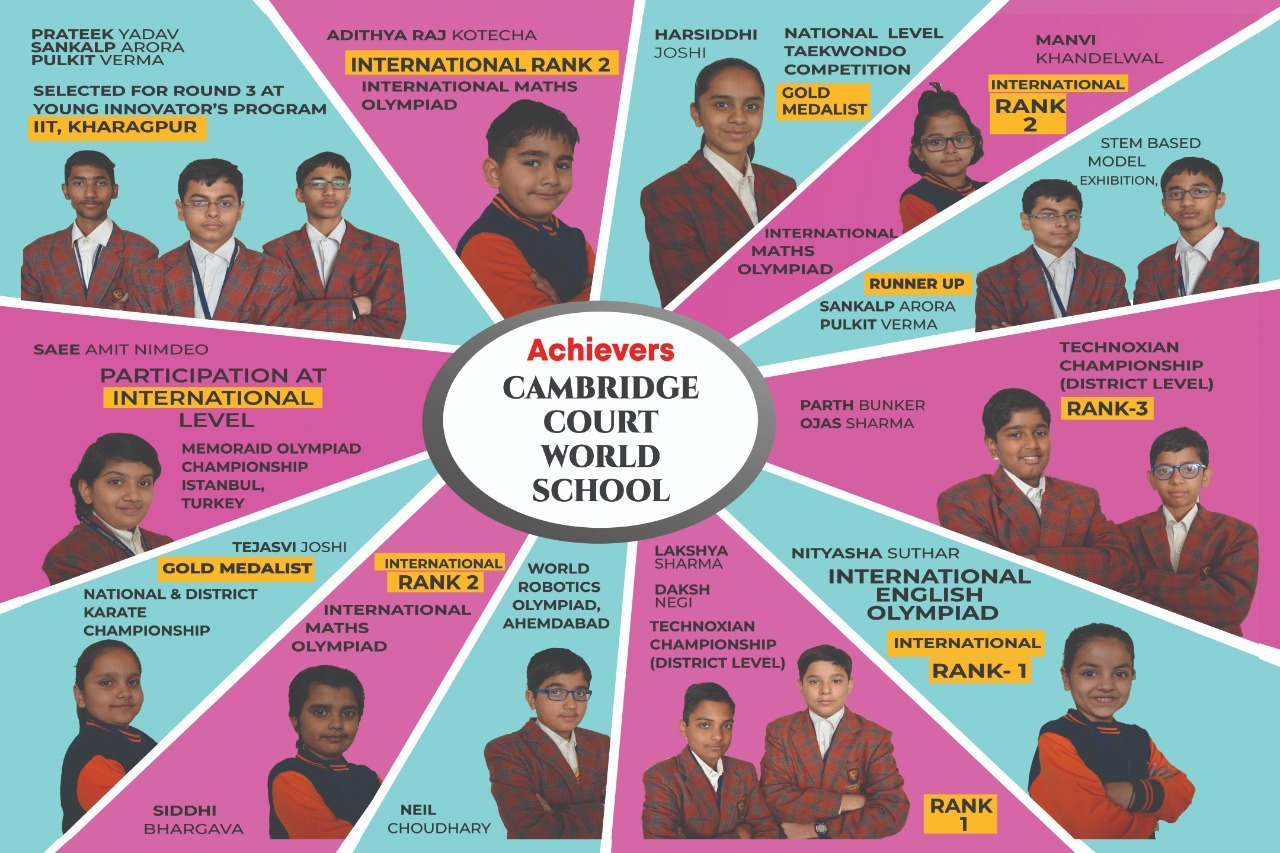 PRATEEK YADAV
SANKALP ARORA
PULKIT VERMA
SELECTED FOR ROUND 3 AT
YOUNG INNOVATOR'S PROGRAM
IIT, KHARAGPUR
ADITHYA RAJ KOTECHA
INTERNATIONAL RANK 2
INTERNATIONAL MATHS
OLYMPIAD
HARSIDDHI
JOSHI
NATIONAL LEVEL
TAEKWONDO
COMPETITION
GOLD
MEDALIST
MANVI
KHANDELWAL
INTERNATIONAL
RANK
2
INTERNATIONAL
MATHS
OLYMPIAD
STEM BASED
MODEL
EXHIBITION,
RUNNER UP
SANKALP ARORA
PULKIT VERMA
SAEE AMIT NIMDEO
PARTICIPATION AT
INTERNATIONAL
LEVEL
MEMORAID OLYMPIAD
CHAMPIONSHIP
ISTANBUL,
TURKEY
Achievers
CAMBRIDGE
COURT
WORLD
SCHOOL
TECHNOXIAN
CHAMPIONSHIP
(DISTRICT LEVEL)
RANK-3
PARTH BUNKER
OJAS SHARMA
TEJASVI JOSHI
GOLD MEDALIST
NATIONAL & DISTRICT
KARATE
CHAMPIONSHIP
INTERNATIONAL
RANK 2
INTERNATIONAL
MATHS
OLYMPIAD
SIDDHI
BHARGAVA
WORLD
ROBOTICS
OLYMPIAD,
AHEMDABAD
NEIL
CHOUDHARY
LAKSHYA
SHARMA
DAKSH
NEGI
TECHNOXIAN
CHAMPIONSHIP
(DISTRICT LEVEL)
RANK
1
NITYASHA SUTHAR
INTERNATIONAL
ENGLISH
OLYMPIAD
INTERNATIONAL
RANK- 1